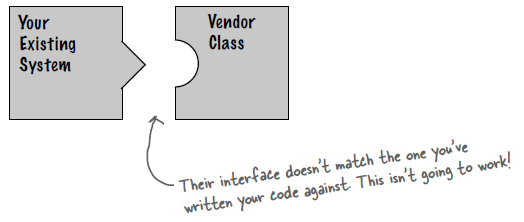 Your
Existing
System
Vendor
Class
Their interface doesn't match the one you've
written your code against. This isn't going to work!